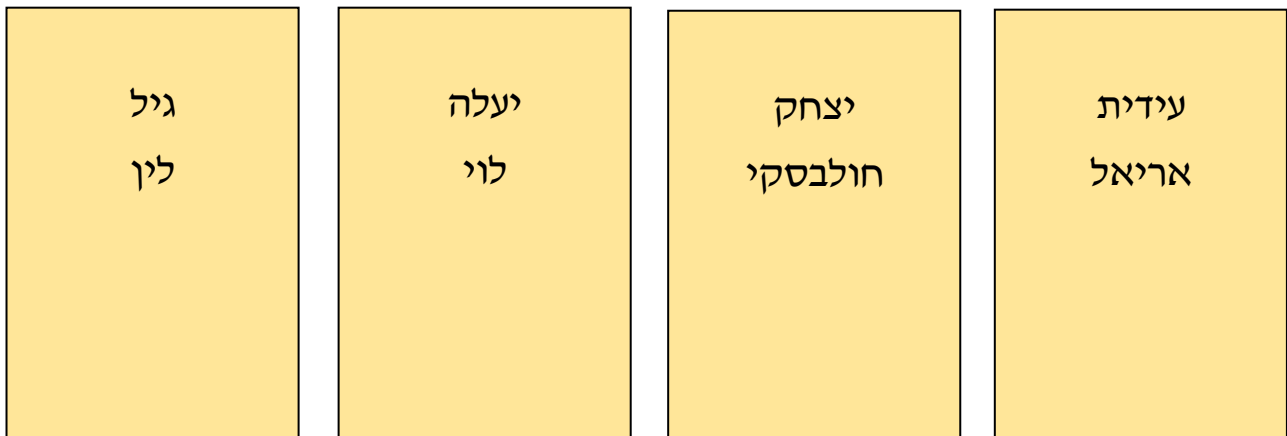 עידית
אריאל
יצחק
חולבסקי
יעלה
לוי
גיל
לין